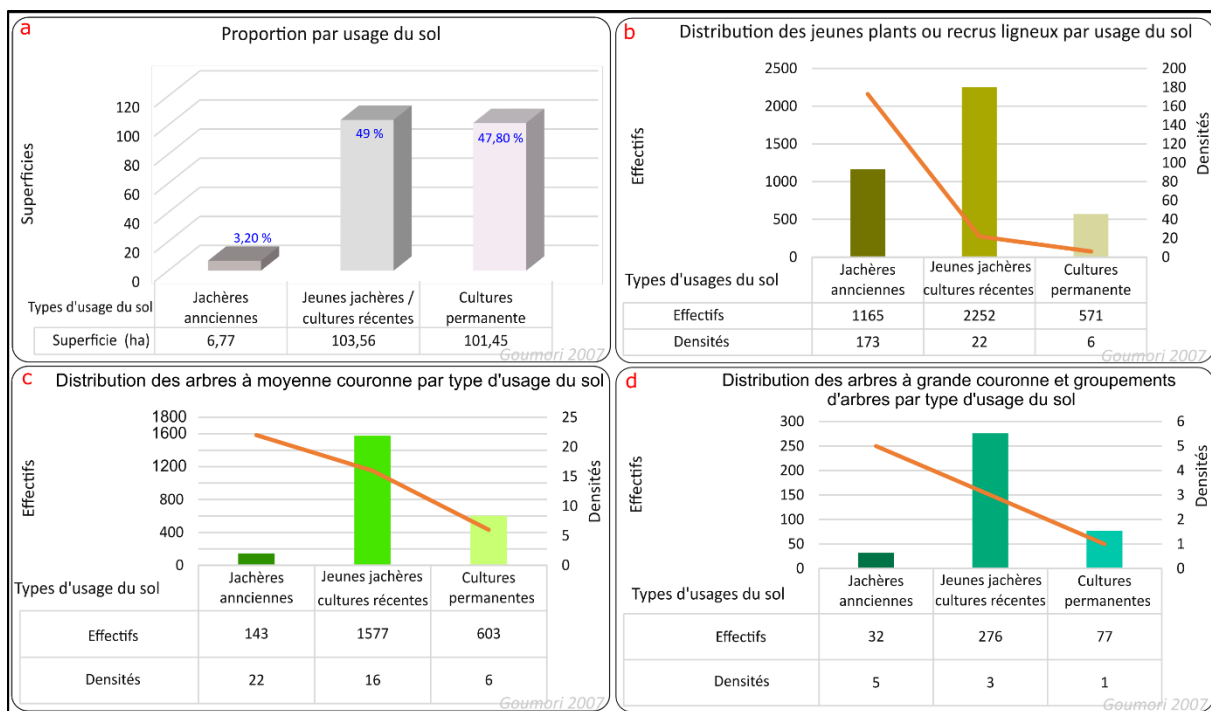 a
Proportion par usage du sol
Superficies
120
100
80
60
40
20
0
3,20 %
49 %
47,80 %
Types d'usage du sol
Jachères annciennes
Jeunes jachères / cultures récentes
Cultures permanente
Superficie (ha) 6,77 103,56 101,45
Goumori 2007
b
Distribution des jeunes plants ou recrus ligneux par usage du sol
Effectifs
2500
2000
1500
1000
500
0
Densités
200
180
160
140
120
100
80
60
40
20
0
Types d'usages du sol
Jachères annciennes
Jeunes jachères cultures récentes
Cultures permanente
Effectifs 1165 2252 571
Densités 173 22 6
Goumori 2007
c
Distribution des arbres à moyenne couronne par type d'usage du sol
Effectifs
1800
1600
1200
800
400
0
Densités
25
20
15
10
5
0
Types d'usages du sol
Jachères annciennes
Jeunes jachères cultures récentes
Cultures permanentes
Effectifs 143 1577 603
Densités 22 16 6
Goumori 2007
d
Distribution des arbres à grande couronne et groupements
d'arbres par type d'usage du sol
Effectifs
300
250
200
150
100
50
0
Densités
6
5
4
3
2
1
0
Types d'usages du sol
Jachères annciennes
Jeunes jachères cultures récentes
Cultures permanentes
Effectifs 32 276 77
Densités 5 3 1
Goumori 2007